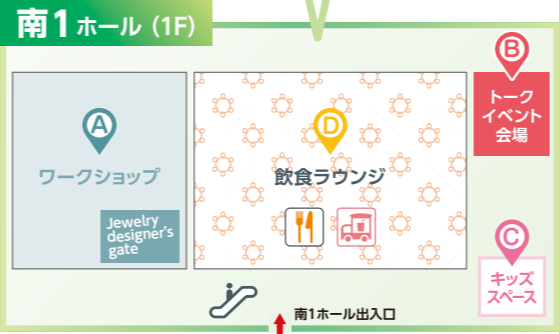 南1ホール（1F）
B
トーク
イベント
会場
A
ワークショップ
D
飲食ラウンジ
Jewelry
designer's
gate
C
キッズ
スペース
南1ホール出入口